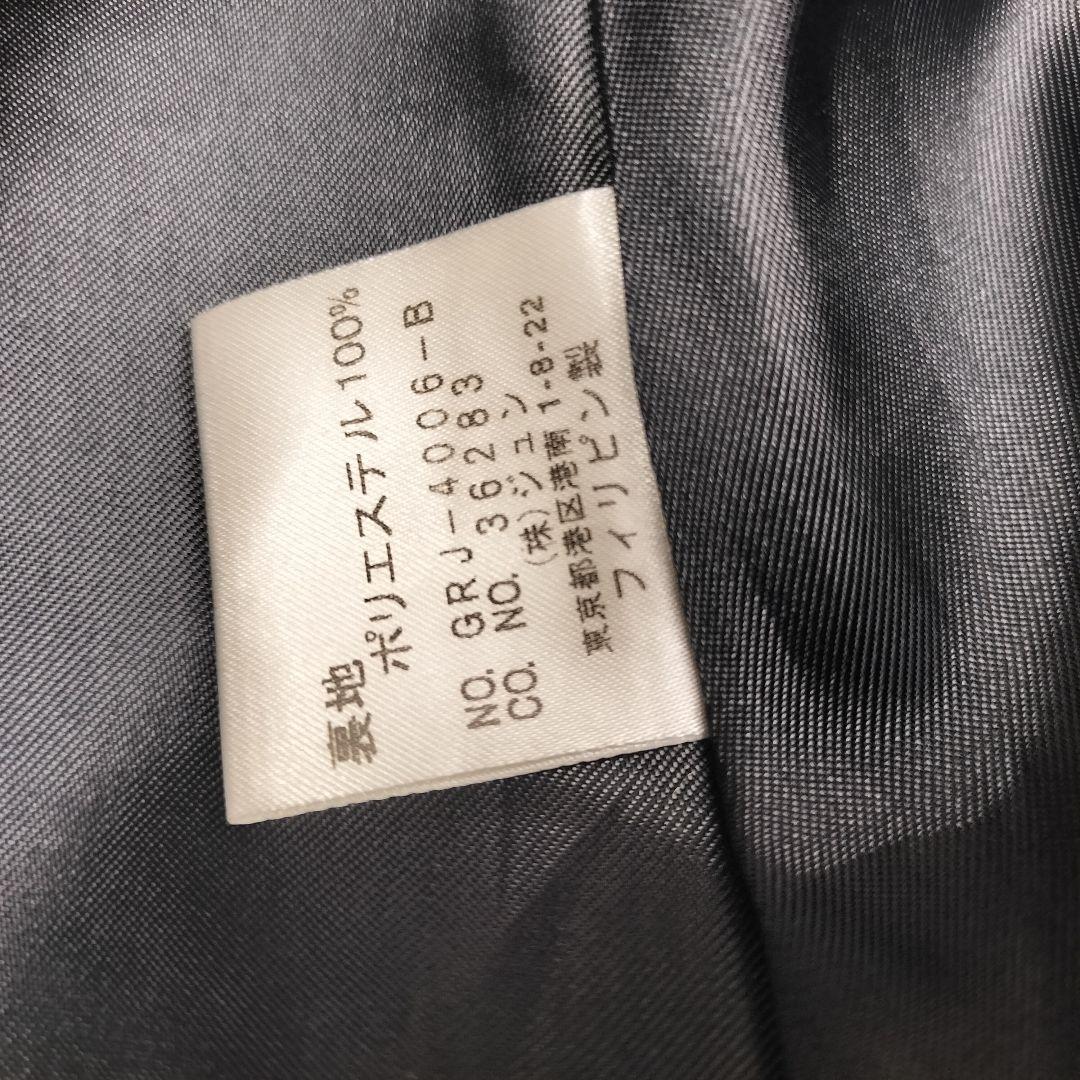 裏地
ポリエステル100%
NO. GRJ-4006-B
CO. NO. 36283
(株)ジュン
東京都港区港南1-8-22
フィリピン製